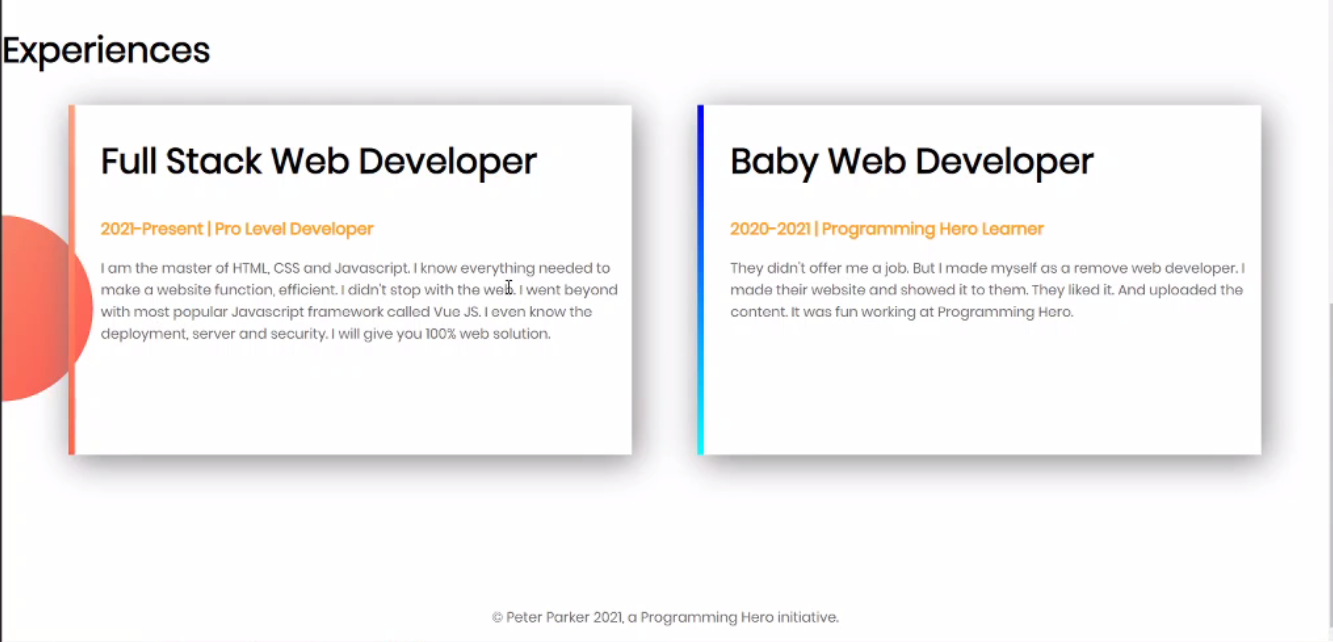 Experiences
Full Stack Web Developer
2021-Present | Pro Level Developer
I am the master of HTML, CSS and Javascript. I know everything needed to
make a website function, efficient. I didn't stop with the web. I went beyond
with most popular Javascript framework called Vue JS. I even know the
deployment, server and security. I will give you 100% web solution.
Baby Web Developer
2020-2021 | Programming Hero Learner
They didn't offer me a job. But I made myself as a remove web developer. I
made their website and showed it to them. They liked it. And uploaded the
content. It was fun working at Programming Hero.
© Peter Parker 2021, a Programming Hero initiative.